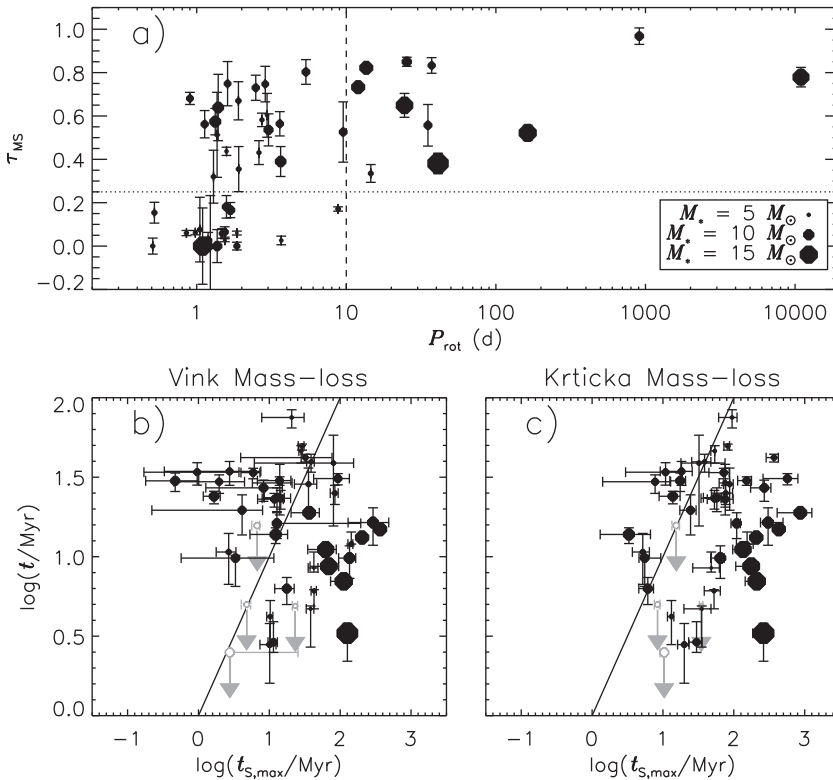 a)
1.0
0.8
0.6
0.4
0.2
0.0
-0.2
τMS
M* = 5 M⊙
M* = 10 M⊙
M* = 15 M⊙
1 10 100 1000 10000
Prot (d)
Vink Mass-loss
b)
2.0
1.5
1.0
0.5
0.0
log(t/Myr)
-1 0 1 2 3
log(tS,max/Myr)
Krticka Mass-loss
c)
log(t/Myr)
-1 0 1 2 3
log(tS,max/Myr)